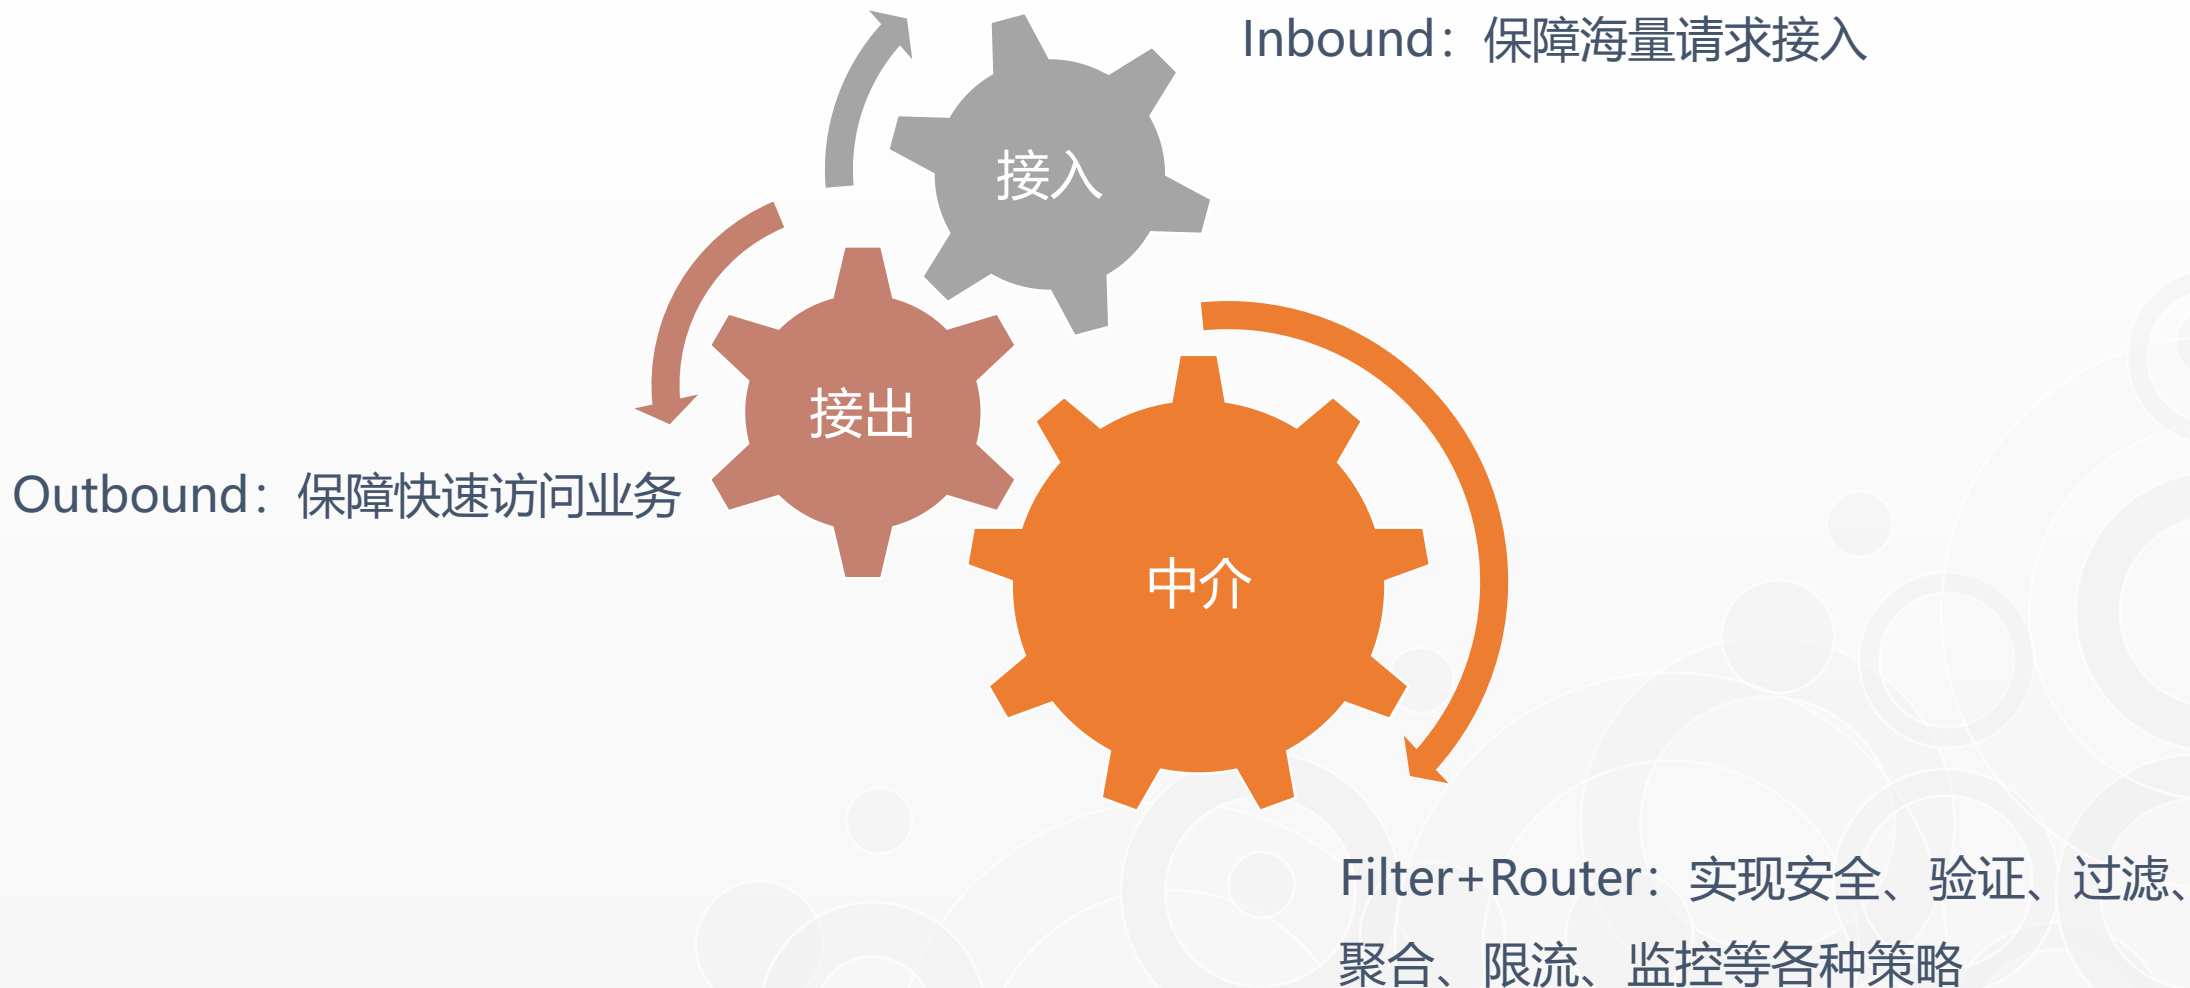 Inbound：保障海量请求接入
接入
接出
Outbound：保障快速访问业务
中介
Filter+Router：实现安全、验证、过滤、
聚合、限流、监控等各种策略